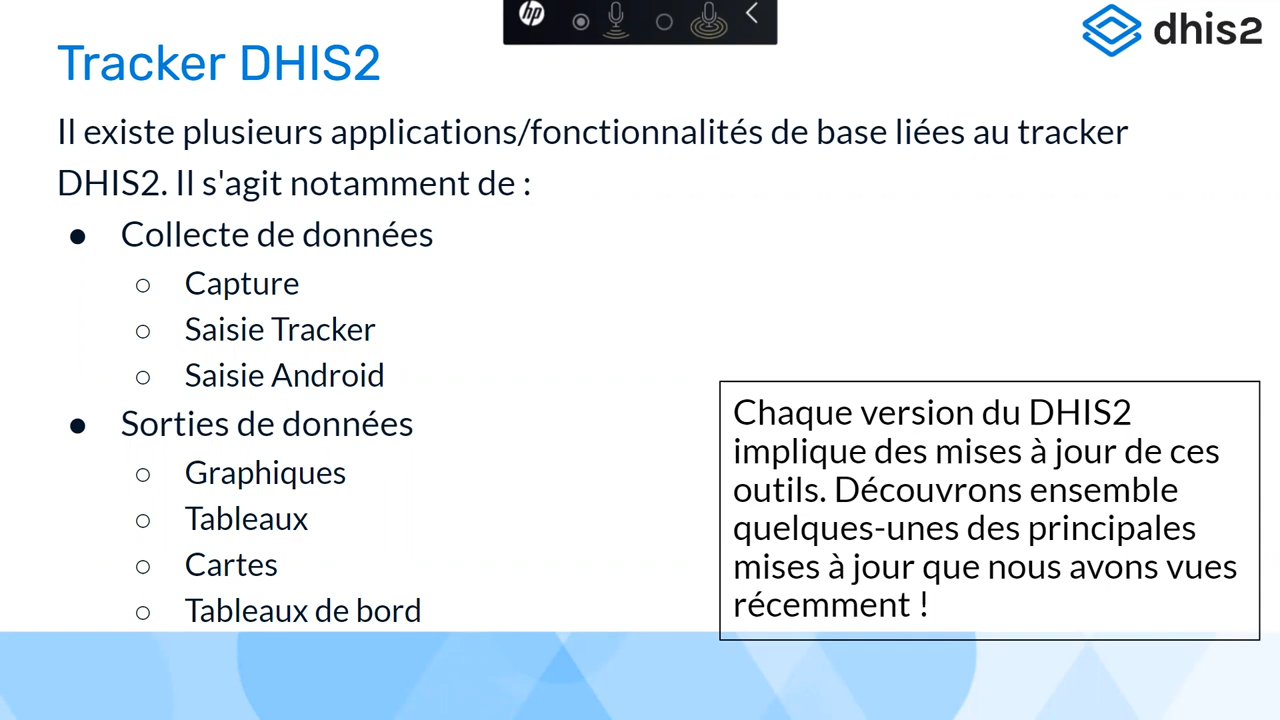 hp
dhis2
Tracker DHIS2
Il existe plusieurs applications/fonctionnalités de base liées au tracker
DHIS2. Il s'agit notamment de :
● Collecte de données
○ Capture
○ Saisie Tracker
○ Saisie Android
● Sorties de données
○ Graphiques
○ Tableaux
○ Cartes
○ Tableaux de bord
Chaque version du DHIS2
implique des mises à jour de ces
outils. Découvrons ensemble
quelques-unes des principales
mises à jour que nous avons vues
récemment !